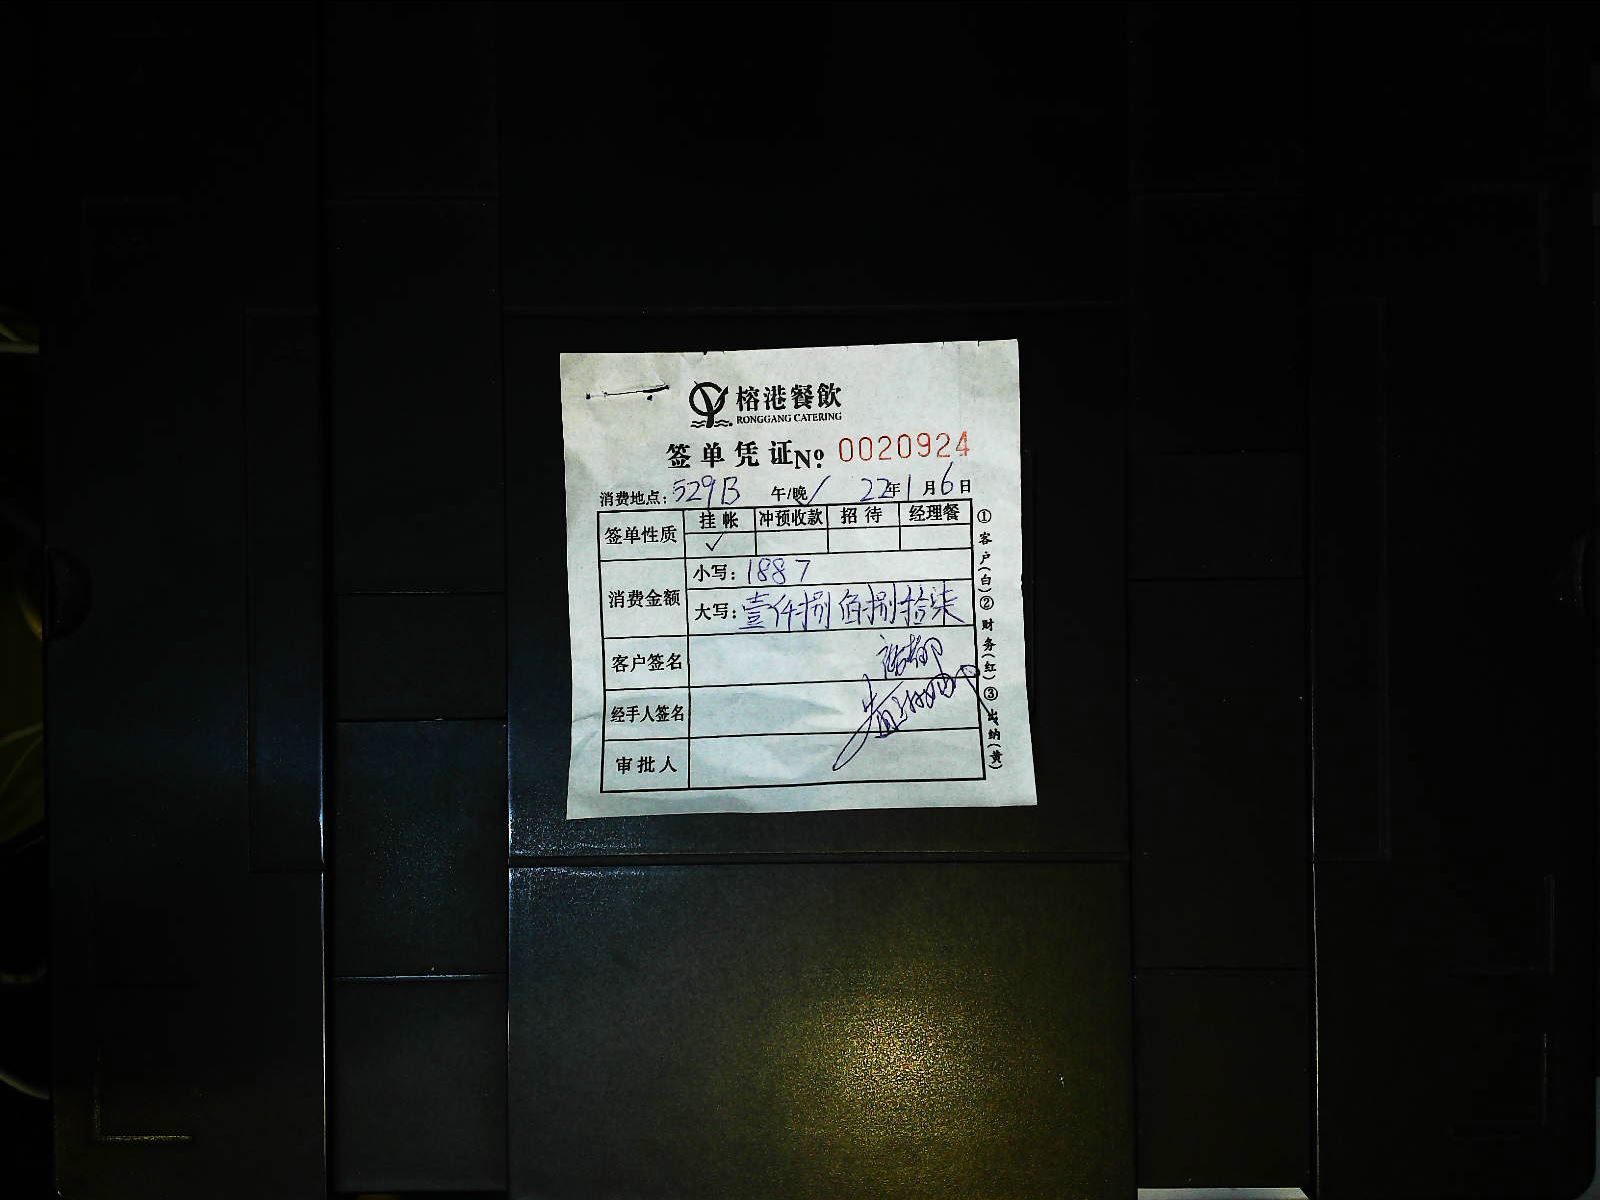 榕港餐飲
RONGGANG CATERING
签单凭证 No. 0020924
消费地点：529B 午/晚✓ 22年1月6日
签单性质 挂帐 冲预收款 招待 经理餐
✓
消费金额 小写：1887
大写：壹仟捌佰捌拾柒
客户签名
经手人签名
审批人
①客户(白)②财务(红)③出纳(黄)